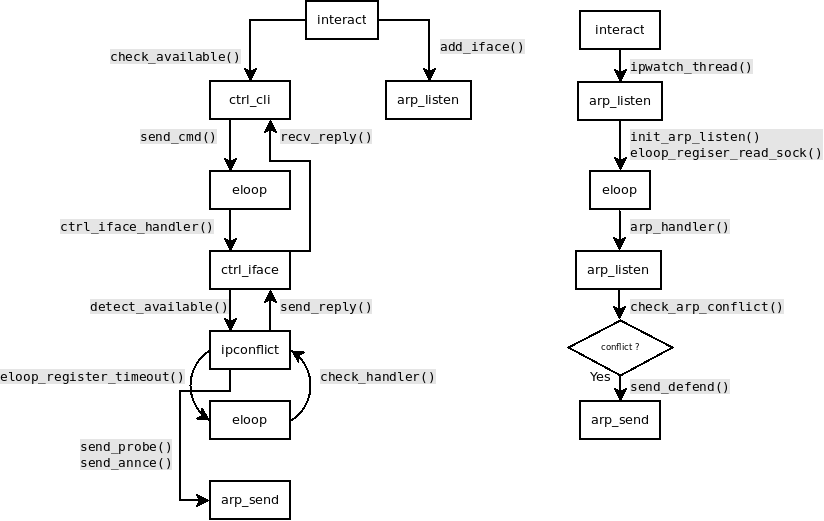 interact
check_available()
add_iface()
ctrl_cli
arp_listen
send_cmd()
recv_reply()
eloop
ctrl_iface_handler()
ctrl_iface
detect_available()
send_reply()
ipconflict
eloop_register_timeout()
check_handler()
eloop
send_probe()
send_annce()
arp_send
interact
ipwatch_thread()
arp_listen
init_arp_listen()
eloop_regiser_read_sock()
eloop
arp_handler()
arp_listen
check_arp_conflict()
conflict ?
Yes
send_defend()
arp_send